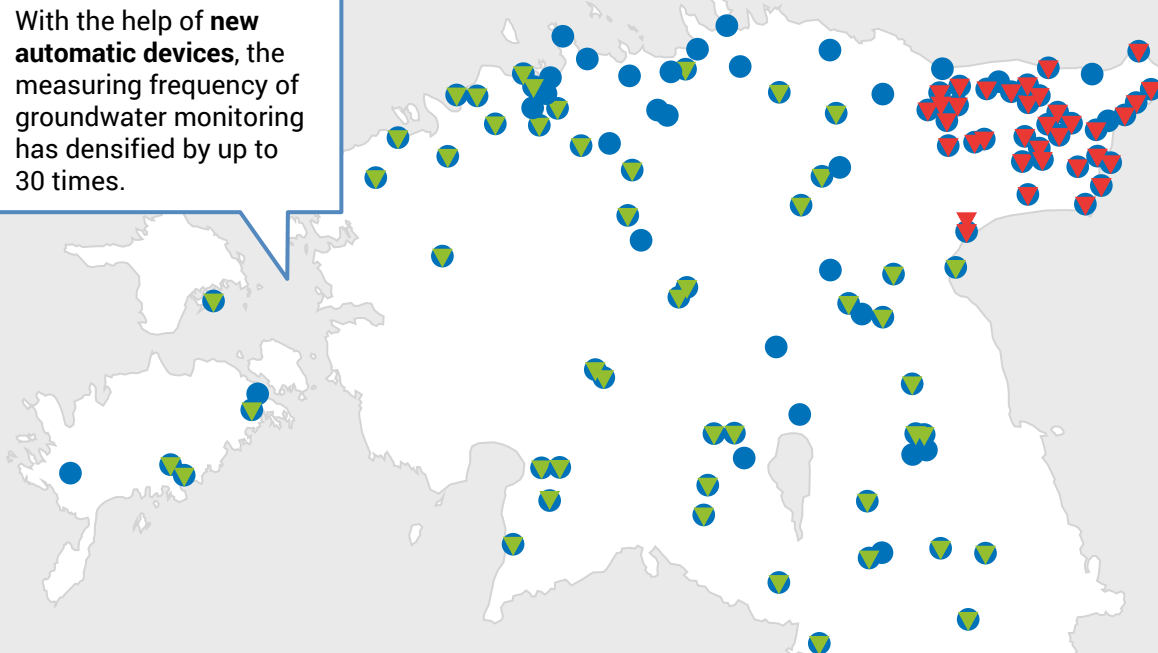 With the help of new
automatic devices, the
measuring frequency of
groundwater monitoring
has densified by up to
30 times.